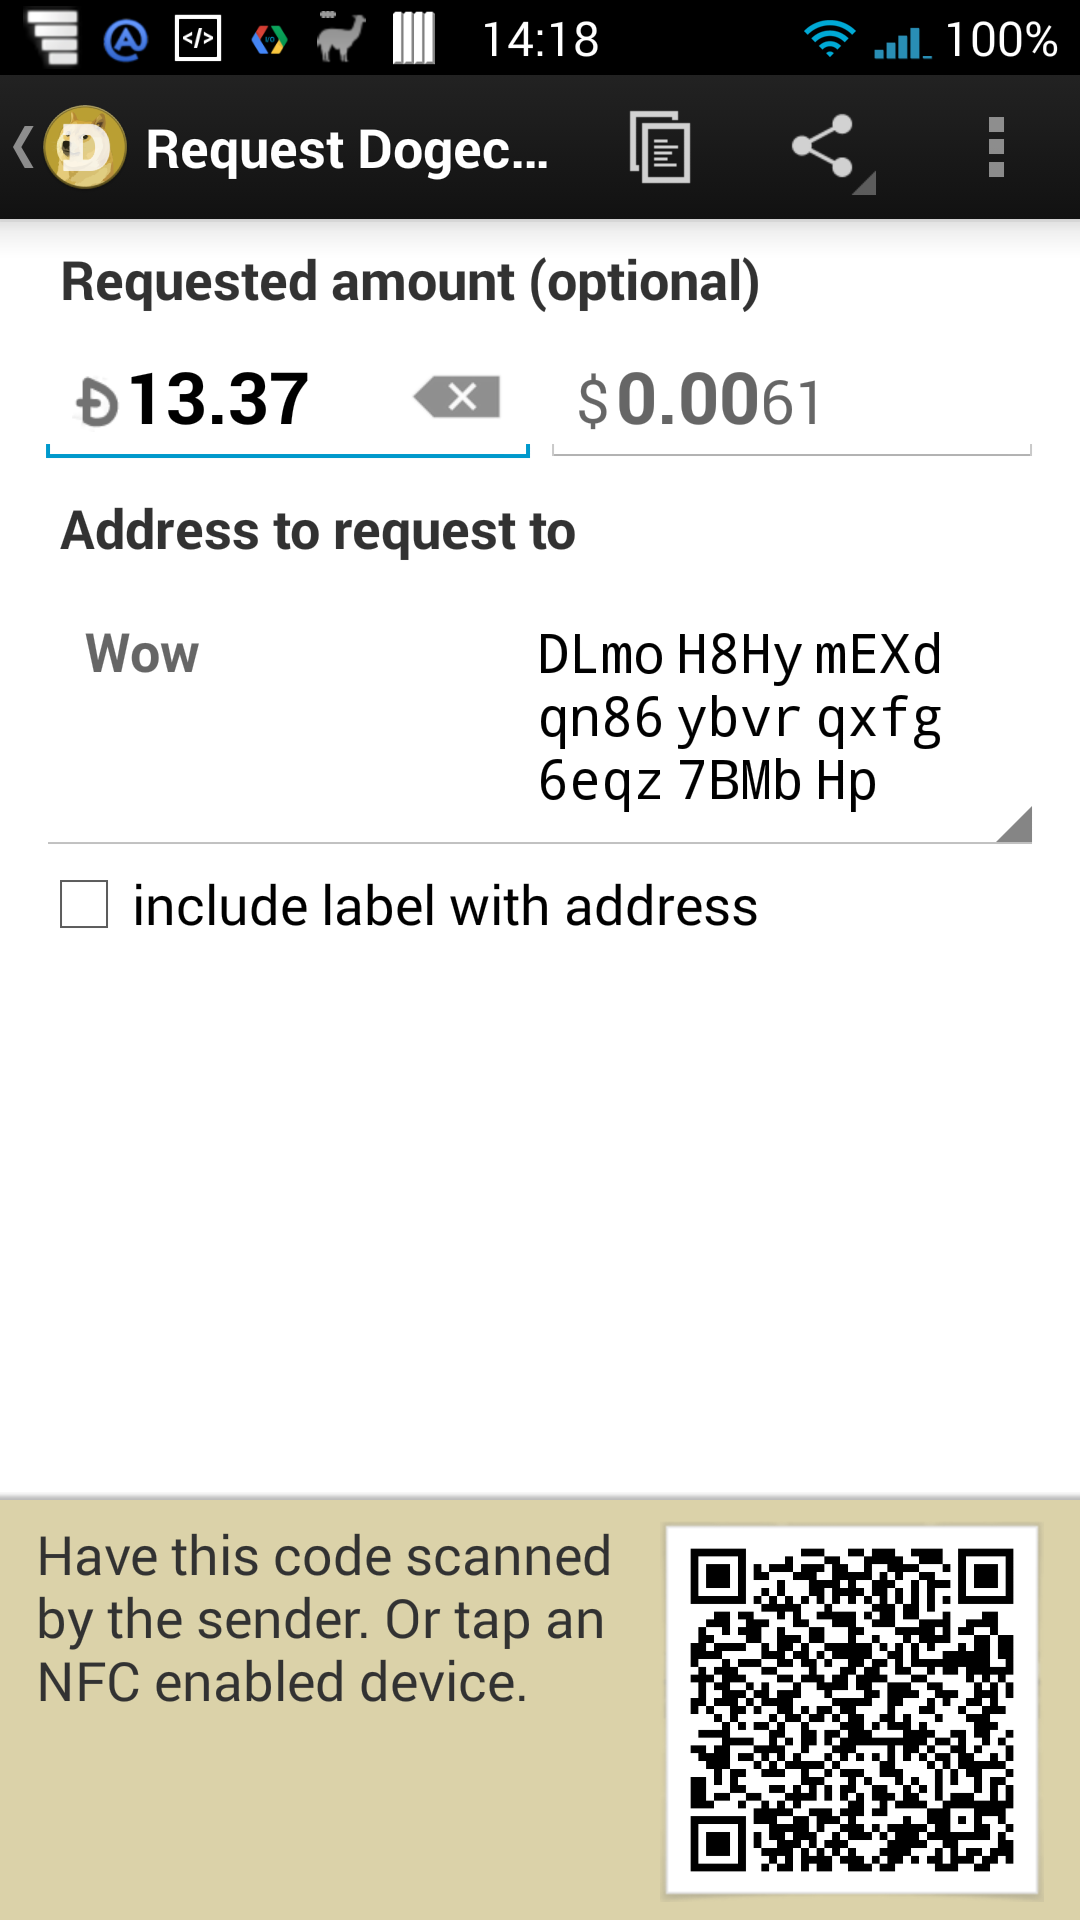 14:18 100%
Request Dogec...
Requested amount (optional)
Ð13.37 $0.0061
Address to request to
Wow DLmo H8Hy mEXd
qn86 ybvr qxfg
6eqz 7BMb Hp
include label with address
Have this code scanned
by the sender. Or tap an
NFC enabled device.